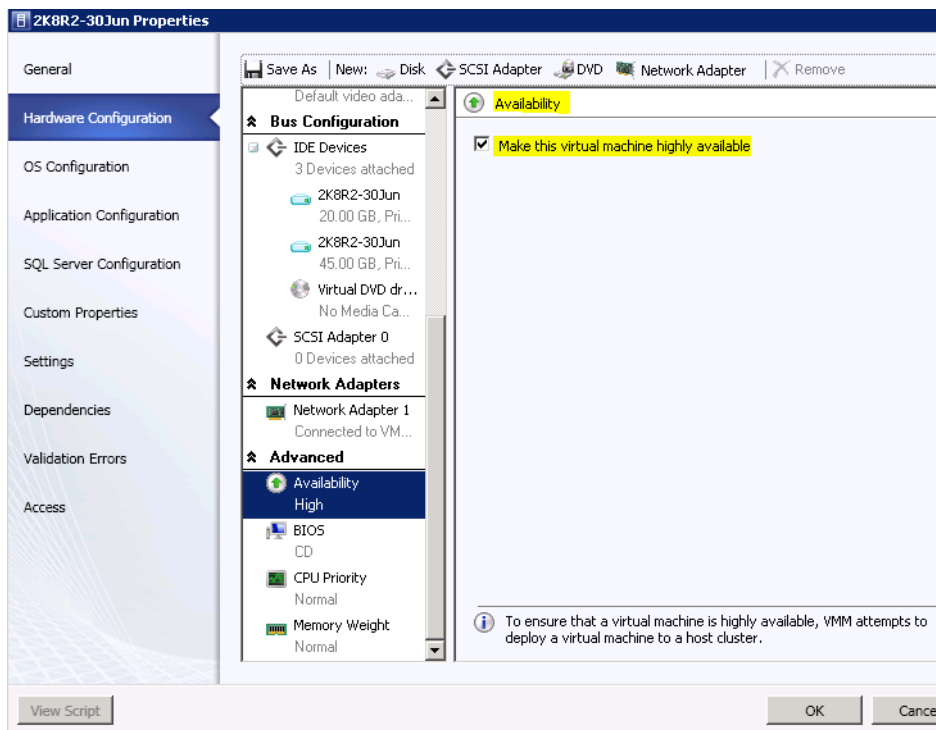 2K8R2-30Jun Properties
General
Hardware Configuration
OS Configuration
Application Configuration
SQL Server Configuration
Custom Properties
Settings
Dependencies
Validation Errors
Access
Save As New: Disk SCSI Adapter DVD Network Adapter Remove
Default video ada...
Bus Configuration
IDE Devices
3 Devices attached
2K8R2-30Jun
20.00 GB, Pri...
2K8R2-30Jun
45.00 GB, Pri...
Virtual DVD dr...
No Media Ca...
SCSI Adapter 0
0 Devices attached
Network Adapters
Network Adapter 1
Connected to VM...
Advanced
Availability
High
BIOS
CD
CPU Priority
Normal
Memory Weight
Normal
Availability
Make this virtual machine highly available
To ensure that a virtual machine is highly available, VMM attempts to
deploy a virtual machine to a host cluster.
View Script
OK
Cance